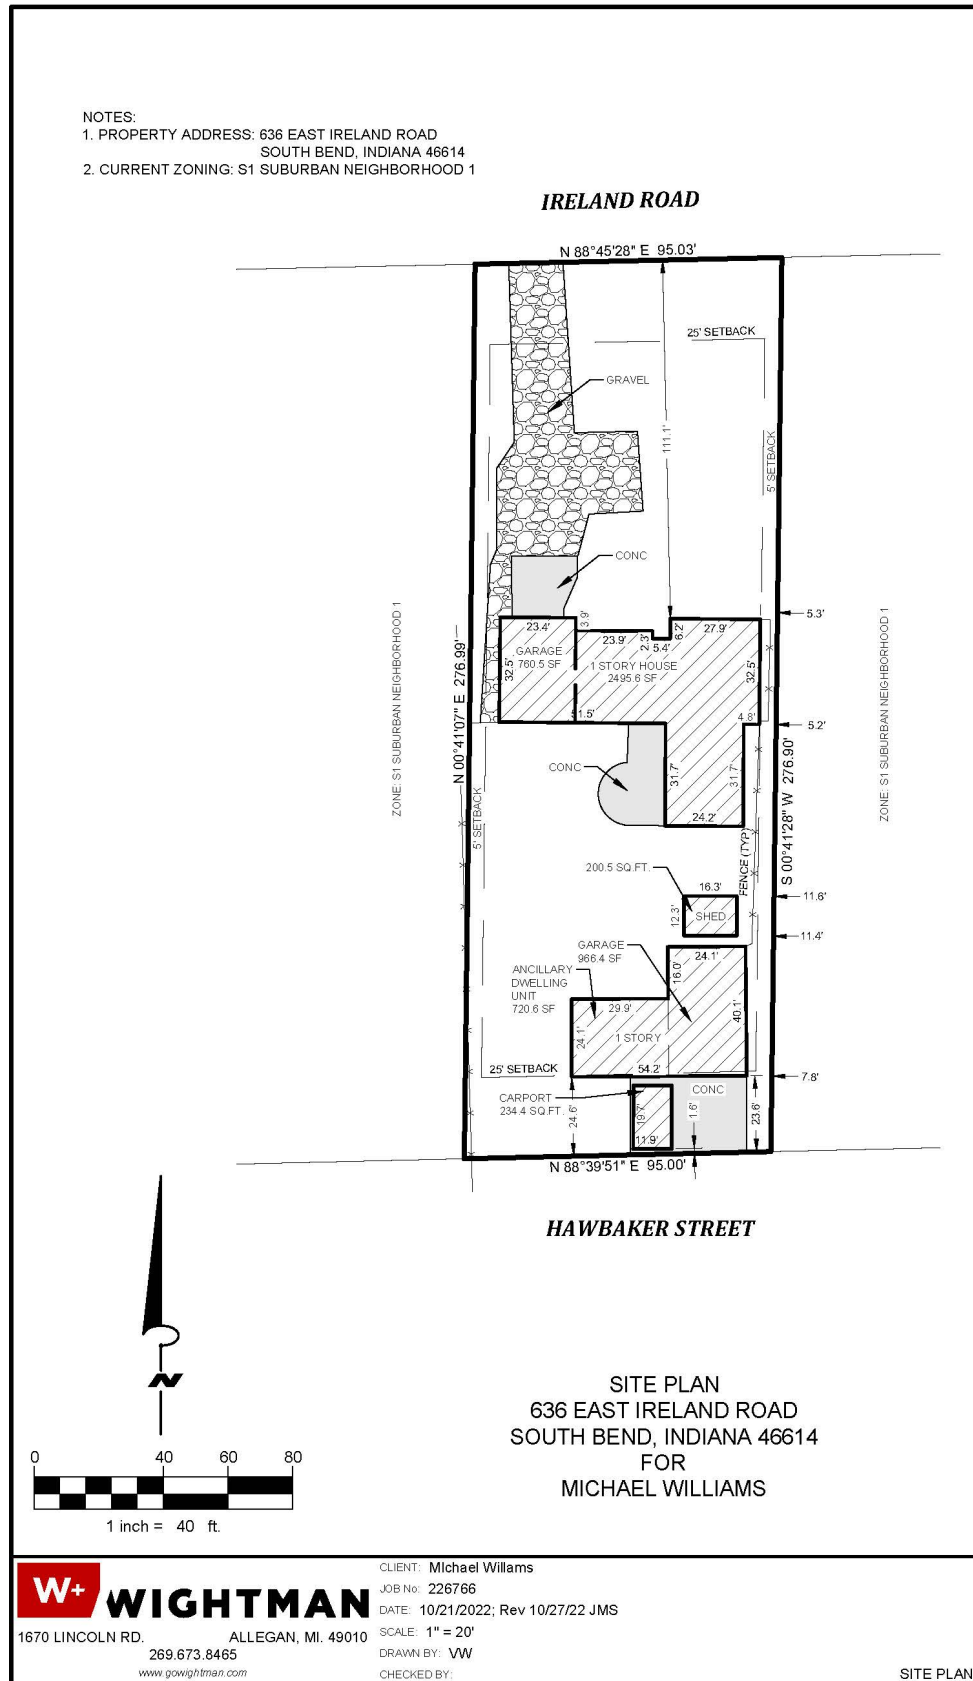 NOTES:
1. PROPERTY ADDRESS: 636 EAST IRELAND ROAD
SOUTH BEND, INDIANA 46614
2. CURRENT ZONING: S1 SUBURBAN NEIGHBORHOOD 1
IRELAND ROAD
N 88°45'28" E 95.03'
25' SETBACK
GRAVEL
111.1'
5' SETBACK
CONC
ZONE: S1 SUBURBAN NEIGHBORHOOD 1
ZONE: S1 SUBURBAN NEIGHBORHOOD 1
5.3'
23.4'
3.9'
23.9'
2.3'
5.4'
6.2'
27.9'
GARAGE
760.5 SF
32.5'
1 STORY HOUSE
2495.6 SF
32.5'
N 00°41'07" E 276.99'
4.8'
5.2'
CONC
31.7'
31.7'
24.2'
S 00°41'28" W 276.90'
5' SETBACK
FENCE (TYP)
200.5 SQ.FT.
16.3'
12.3'
SHED
11.6'
11.4'
GARAGE
966.4 SF
24.1'
16.0'
40.1'
ANCILLARY
DWELLING
UNIT
720.6 SF
29.9'
24.1'
1 STORY
54.2'
25' SETBACK
7.8'
CARPORT
234.4 SQ.FT.
CONC
24.6'
19.7'
11.9'
1.6'
23.6'
N 88°39'51" E 95.00'
HAWBAKER STREET
N
SITE PLAN
636 EAST IRELAND ROAD
SOUTH BEND, INDIANA 46614
FOR
MICHAEL WILLIAMS
0 40 60 80
1 inch = 40 ft.
W+ WIGHTMAN
1670 LINCOLN RD. ALLEGAN, MI. 49010
269.673.8465
www.gowightman.com
CLIENT: Michael Willams
JOB No: 226766
DATE: 10/21/2022; Rev 10/27/22 JMS
SCALE: 1" = 20'
DRAWN BY: VW
CHECKED BY:
SITE PLAN